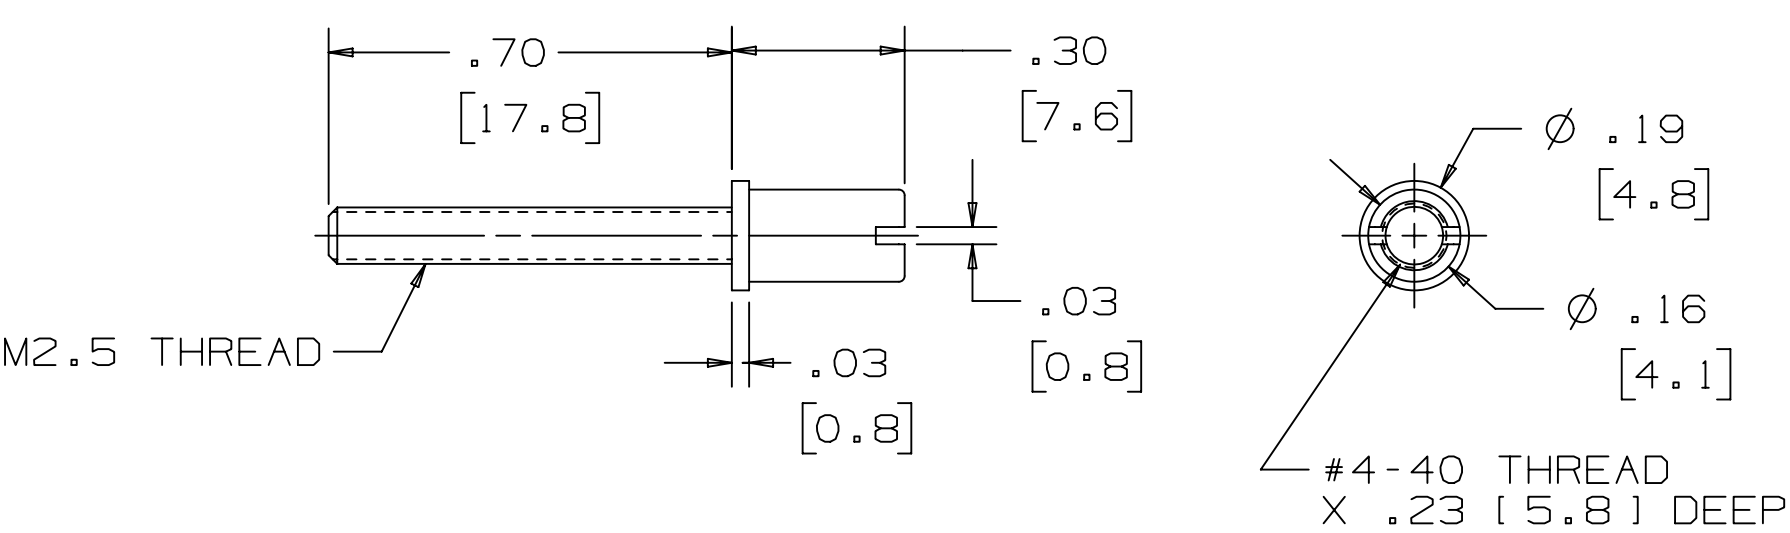 .70
[17.8]
.30
[7.6]
Ø .19
[4.8]
M2.5 THREAD
.03
[0.8]
.03
[0.8]
Ø .16
[4.1]
#4-40 THREAD
X .23 [5.8] DEEP